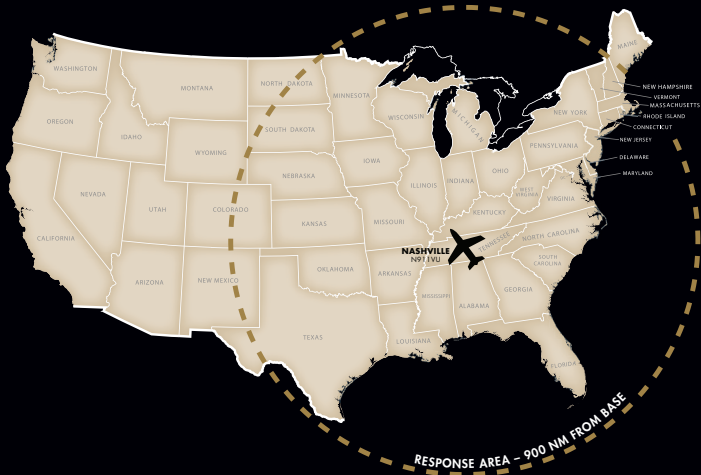 WASHINGTON
OREGON
CALIFORNIA
NEVADA
IDAHO
MONTANA
WYOMING
UTAH
ARIZONA
COLORADO
NEW MEXICO
NORTH DAKOTA
SOUTH DAKOTA
NEBRASKA
KANSAS
OKLAHOMA
TEXAS
MINNESOTA
IOWA
MISSOURI
ARKANSAS
LOUISIANA
WISCONSIN
ILLINOIS
MICHIGAN
INDIANA
OHIO
KENTUCKY
TENNESSEE
MISSISSIPPI
ALABAMA
GEORGIA
FLORIDA
SOUTH
CAROLINA
NORTH CAROLINA
VIRGINIA
WEST
VIRGINIA
PENNSYLVANIA
NEW YORK
MAINE
NEW HAMPSHIRE
VERMONT
MASSACHUSETTS
RHODE ISLAND
CONNECTICUT
NEW JERSEY
DELAWARE
MARYLAND
NASHVILLE
N911VU
RESPONSE AREA – 900 NM FROM BASE